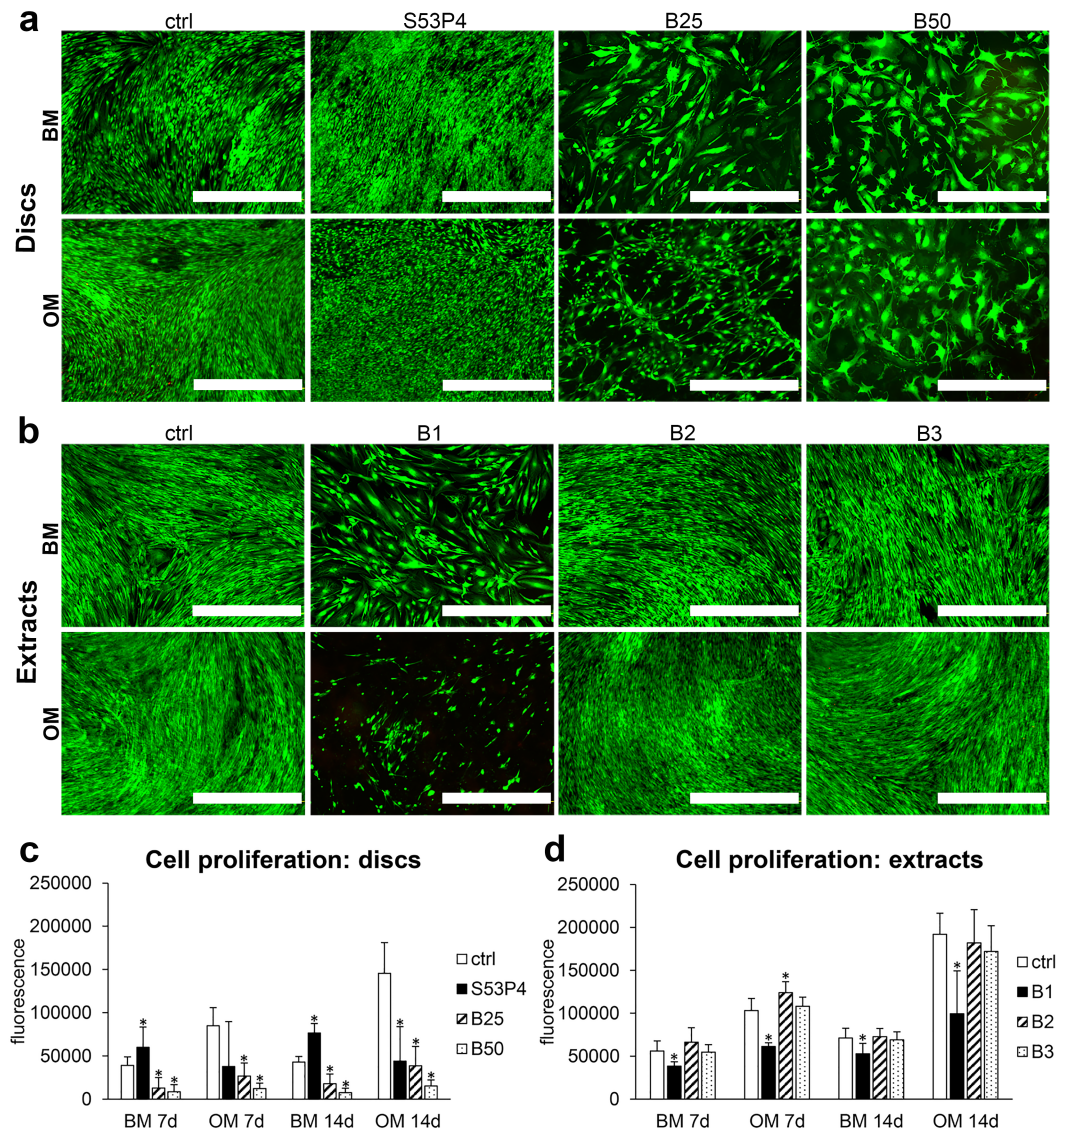 a
ctrl S53P4 B25 B50
Discs
BM
OM
b
ctrl B1 B2 B3
Extracts
BM
OM
c
Cell proliferation: discs
fluorescence
250000
200000
150000
100000
50000
0
* * * * * * * * * * *
BM 7d OM 7d BM 14d OM 14d
ctrl
S53P4
B25
B50
d
Cell proliferation: extracts
fluorescence
250000
200000
150000
100000
50000
0
* * * * *
BM 7d OM 7d BM 14d OM 14d
ctrl
B1
B2
B3